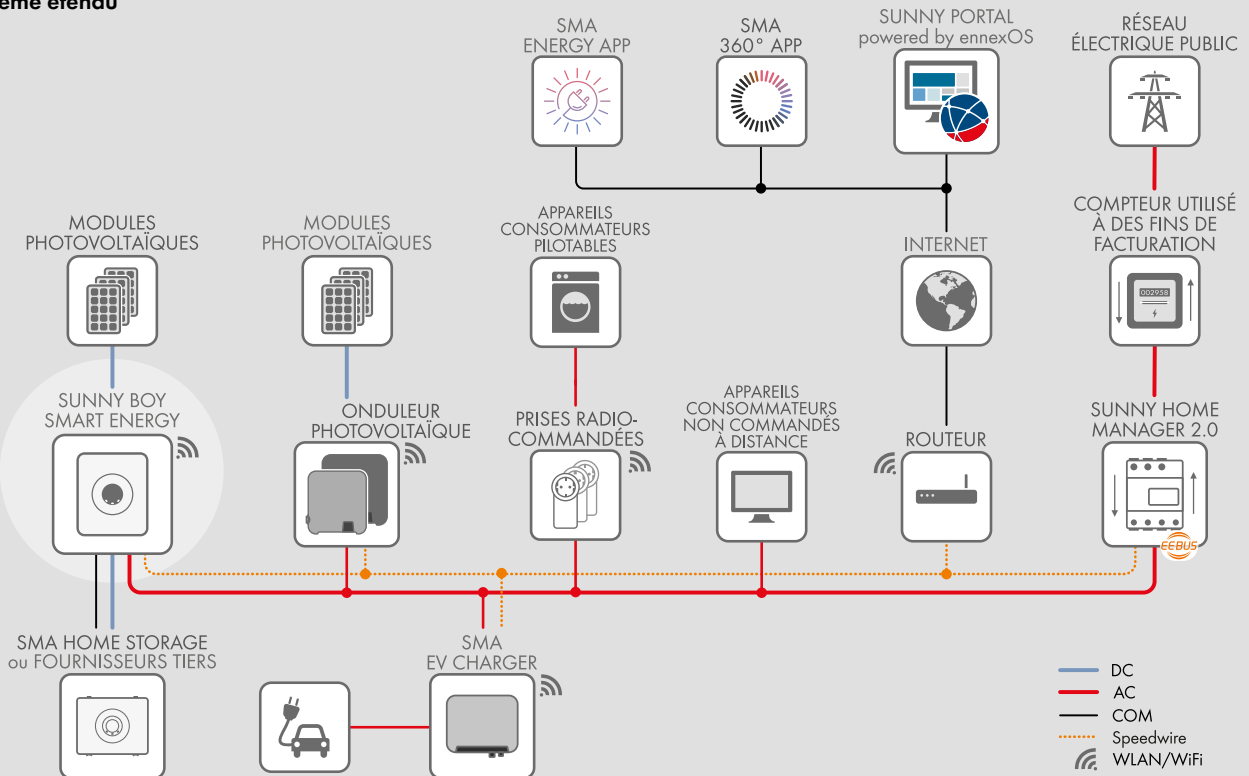 étendu
SMA
ENERGY APP
SMA
360° APP
SUNNY PORTAL
powered by ennexOS
RÉSEAU
ÉLECTRIQUE PUBLIC
MODULES
PHOTOVOLTAÏQUES
MODULES
PHOTOVOLTAÏQUES
APPAREILS
CONSOMMATEURS
PILOTABLES
INTERNET
COMPTEUR UTILISÉ
À DES FINS DE
FACTURATION
002958
SUNNY BOY
SMART ENERGY
ONDULEUR
PHOTOVOLTAÏQUE
PRISES RADIO-
COMMANDÉES
APPAREILS
CONSOMMATEURS
NON COMMANDÉS
À DISTANCE
ROUTEUR
SUNNY HOME
MANAGER 2.0
EEBUS
SMA HOME STORAGE
ou FOURNISSEURS TIERS
SMA
EV CHARGER
DC
AC
COM
Speedwire
WLAN/WiFi